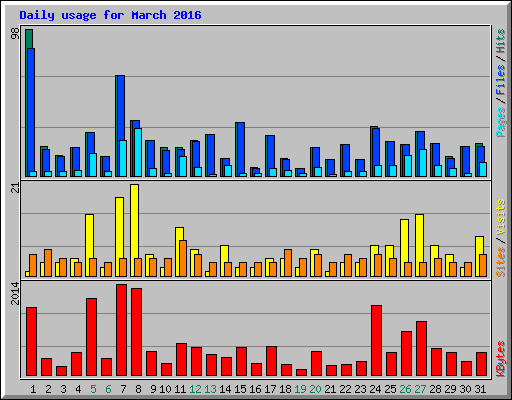 Daily usage for March 2016
98
Pages / Files / Hits
21
Sites / Visits
2014
KBytes
1 2 3 4 5 6 7 8 9 10 11 12 13 14 15 16 17 18 19 20 21 22 23 24 25 26 27 28 29 30 31